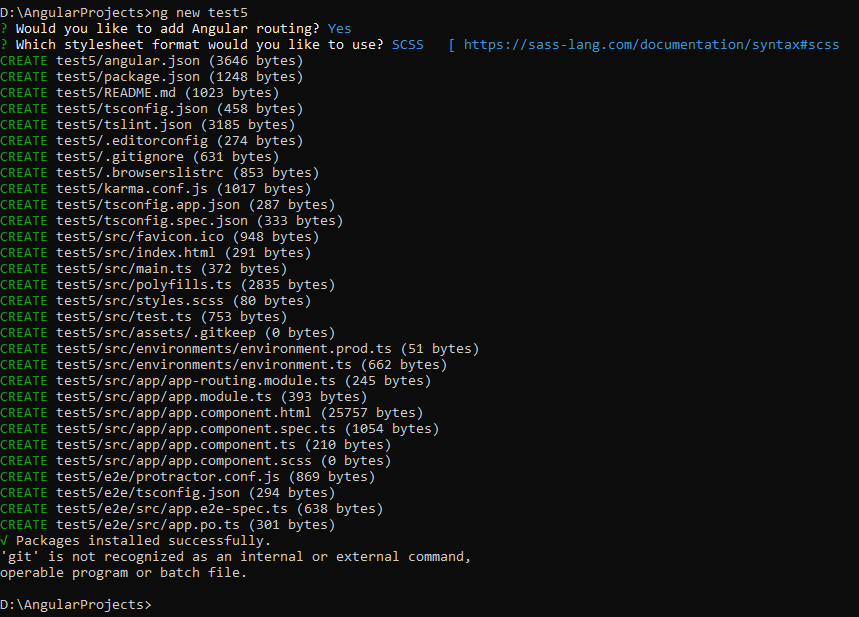 D:\AngularProjects>ng new test5
? Would you like to add Angular routing? Yes
? Which stylesheet format would you like to use? SCSS   [ https://sass-lang.com/documentation/syntax#scss
CREATE test5/angular.json (3646 bytes)
CREATE test5/package.json (1248 bytes)
CREATE test5/README.md (1023 bytes)
CREATE test5/tsconfig.json (458 bytes)
CREATE test5/tslint.json (3185 bytes)
CREATE test5/.editorconfig (274 bytes)
CREATE test5/.gitignore (631 bytes)
CREATE test5/.browserslistrc (853 bytes)
CREATE test5/karma.conf.js (1017 bytes)
CREATE test5/tsconfig.app.json (287 bytes)
CREATE test5/tsconfig.spec.json (333 bytes)
CREATE test5/src/favicon.ico (948 bytes)
CREATE test5/src/index.html (291 bytes)
CREATE test5/src/main.ts (372 bytes)
CREATE test5/src/polyfills.ts (2835 bytes)
CREATE test5/src/styles.scss (80 bytes)
CREATE test5/src/test.ts (753 bytes)
CREATE test5/src/assets/.gitkeep (0 bytes)
CREATE test5/src/environments/environment.prod.ts (51 bytes)
CREATE test5/src/environments/environment.ts (662 bytes)
CREATE test5/src/app/app-routing.module.ts (245 bytes)
CREATE test5/src/app/app.module.ts (393 bytes)
CREATE test5/src/app/app.component.html (25757 bytes)
CREATE test5/src/app/app.component.spec.ts (1054 bytes)
CREATE test5/src/app/app.component.ts (210 bytes)
CREATE test5/src/app/app.component.scss (0 bytes)
CREATE test5/e2e/protractor.conf.js (869 bytes)
CREATE test5/e2e/tsconfig.json (294 bytes)
CREATE test5/e2e/src/app.e2e-spec.ts (638 bytes)
CREATE test5/e2e/src/app.po.ts (301 bytes)
√ Packages installed successfully.
'git' is not recognized as an internal or external command,
operable program or batch file.
D:\AngularProjects>